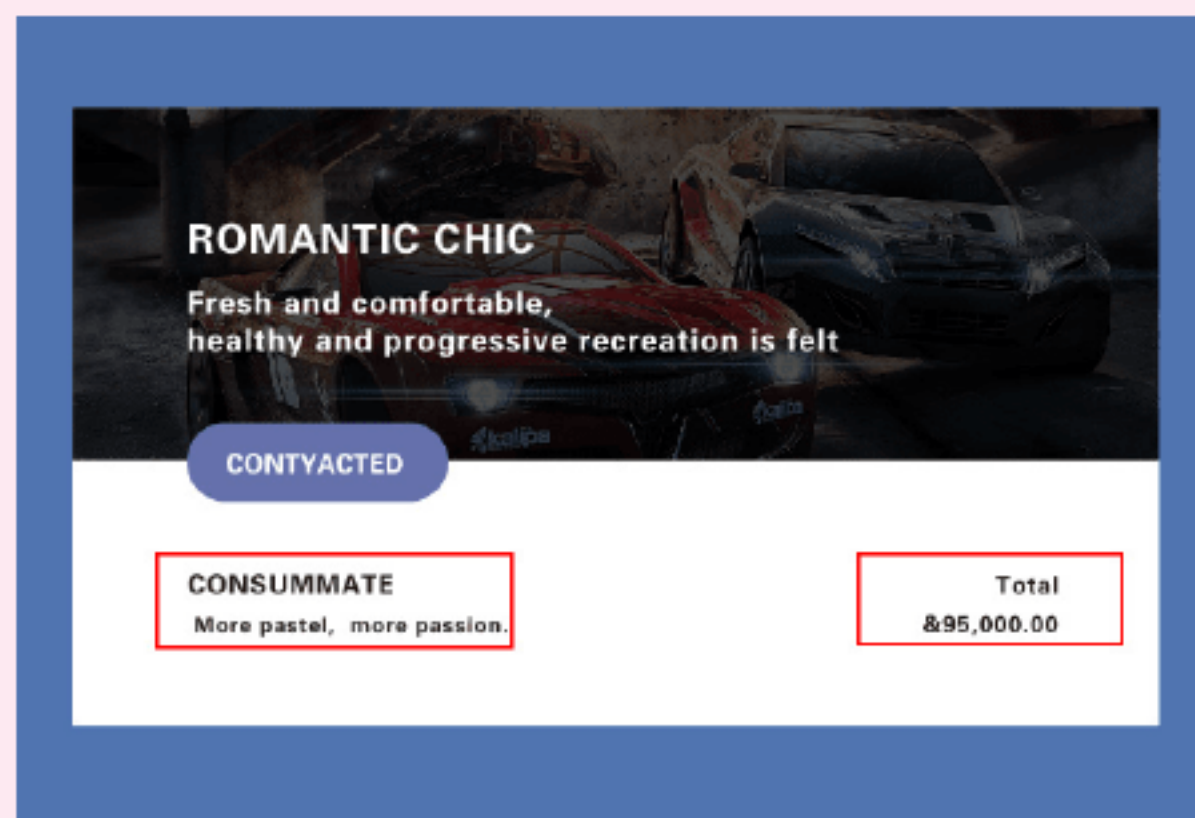 ROMANTIC CHIC
Fresh and comfortable,
healthy and progressive recreation is felt
kalipa
CONTYACTED
CONSUMMATE
More pastel, more passion.
Total
&95,000.00